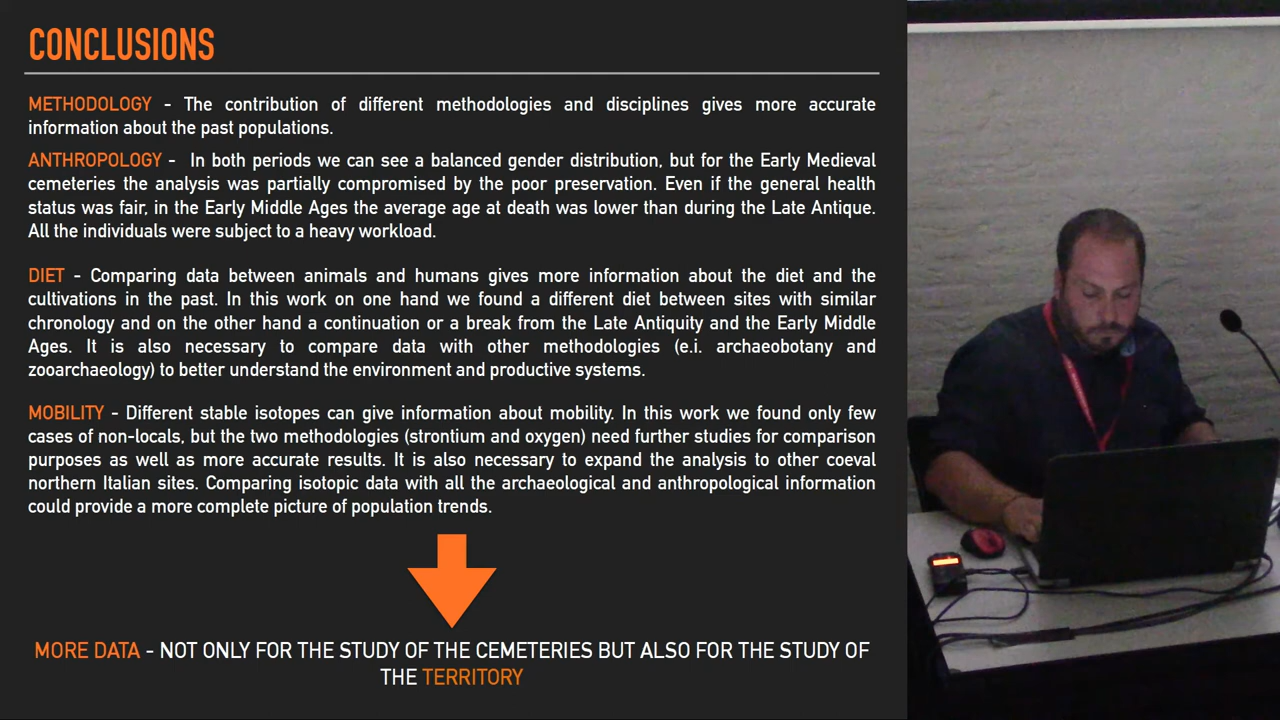 CONCLUSIONS
METHODOLOGY - The contribution of different methodologies and disciplines gives more accurate
information about the past populations.
ANTHROPOLOGY - In both periods we can see a balanced gender distribution, but for the Early Medieval
cemeteries the analysis was partially compromised by the poor preservation. Even if the general health
status was fair, in the Early Middle Ages the average age at death was lower than during the Late Antique.
All the individuals were subject to a heavy workload.
DIET - Comparing data between animals and humans gives more information about the diet and the
cultivations in the past. In this work on one hand we found a different diet between sites with similar
chronology and on the other hand a continuation or a break from the Late Antiquity and the Early Middle
Ages. It is also necessary to compare data with other methodologies (e.i. archaeobotany and
zooarchaeology) to better understand the environment and productive systems.
MOBILITY - Different stable isotopes can give information about mobility. In this work we found only few
cases of non-locals, but the two methodologies (strontium and oxygen) need further studies for comparison
purposes as well as more accurate results. It is also necessary to expand the analysis to other coeval
northern Italian sites. Comparing isotopic data with all the archaeological and anthropological information
could provide a more complete picture of population trends.
MORE DATA - NOT ONLY FOR THE STUDY OF THE CEMETERIES BUT ALSO FOR THE STUDY OF
THE TERRITORY